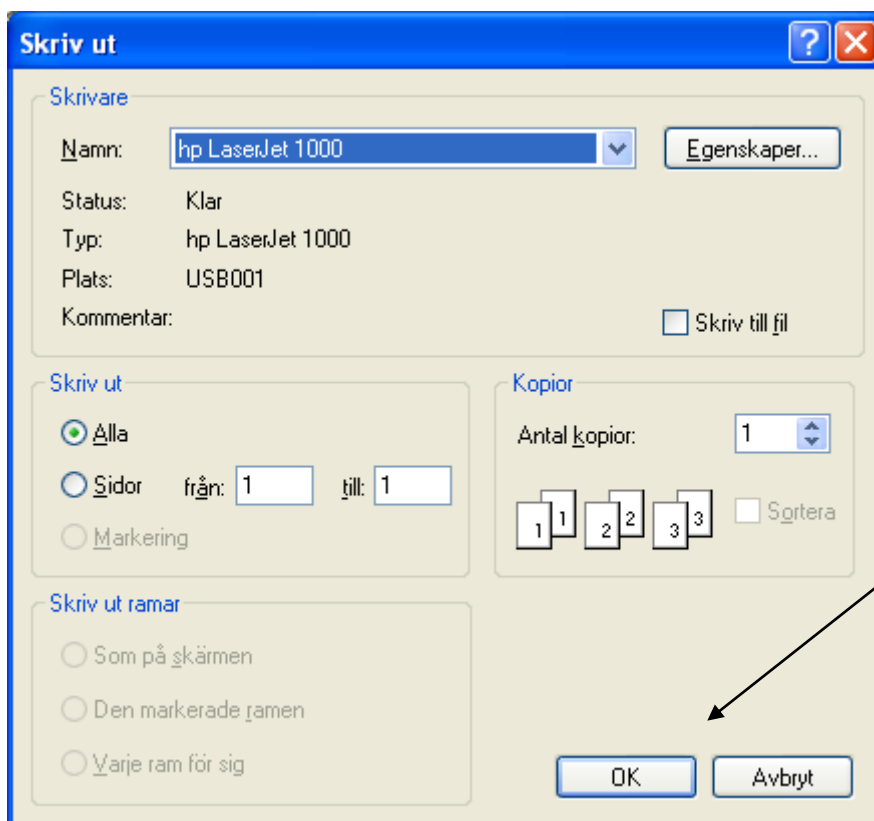 Skriv ut
Skrivare
Namn: hp LaserJet 1000 Egenskaper...
Status: Klar
Typ: hp LaserJet 1000
Plats: USB001
Kommentar: Skriv till fil
Skriv ut
Alla
Sidor från: 1 till: 1
Markering
Kopior
Antal kopior: 1
1 1 2 2 3 3 Sortera
Skriv ut ramar
Som på skärmen
Den markerade ramen
Varje ram för sig
OK Avbryt